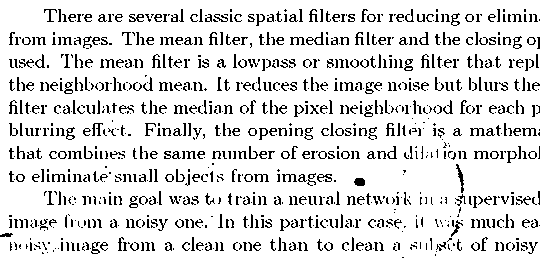 There are several classic spatial filters for reducing or elimin
from images. The mean filter, the median filter and the closing op
used. The mean filter is a lowpass or smoothing filter that repl
the neighborhood mean. It reduces the image noise but blurs the
filter calculates the median of the pixel neighborhood for each p
blurring effect. Finally, the opening closing filter is a mathema
that combines the same number of erosion and dilation morphol
to eliminate small objects from images.
The main goal was to train a neural network in a supervised
image from a noisy one. In this particular case, it was much ea
noisy image from a clean one than to clean a subset of noisy